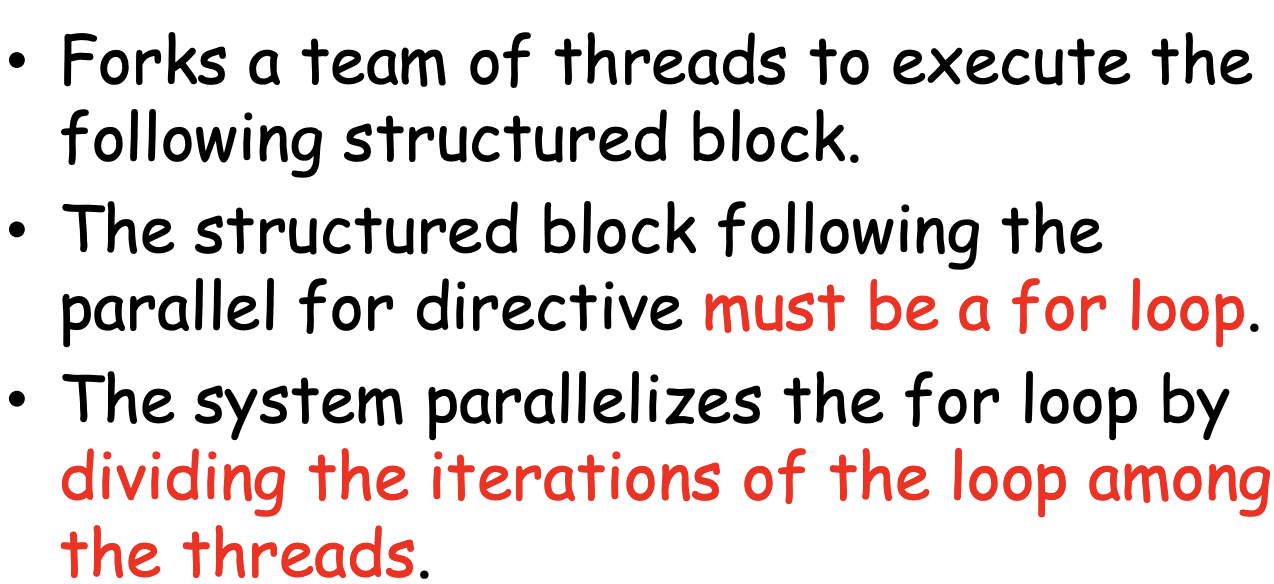 • Forks a team of threads to execute the
following structured block.
• The structured block following the
parallel for directive must be a for loop.
• The system parallelizes the for loop by
dividing the iterations of the loop among
the threads.